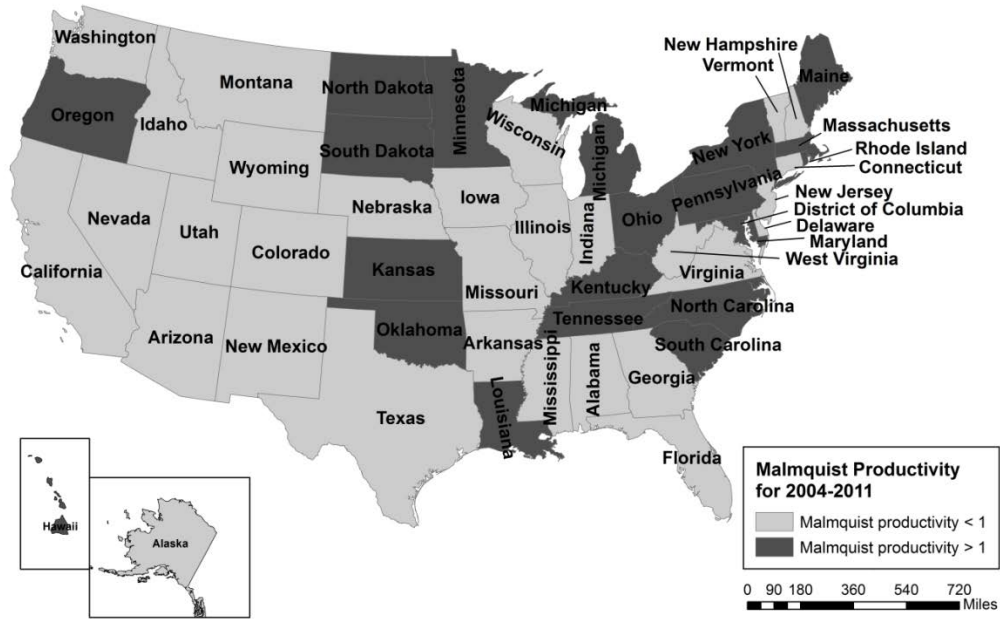 Washington
Montana
North Dakota
Minnesota
Oregon
Idaho
Wyoming
South Dakota
Wisconsin
Michigan
Michigan
New Hampshire
Vermont
Maine
Massachusetts
New York
Rhode Island
Connecticut
Pennsylvania
New Jersey
District of Columbia
Delaware
Maryland
West Virginia
Nevada
Utah
Colorado
Nebraska
Iowa
Illinois
Indiana
Ohio
California
Kansas
Missouri
Kentucky
Virginia
Arizona
New Mexico
Oklahoma
Arkansas
Tennessee
North Carolina
South Carolina
Texas
Louisiana
Mississippi
Alabama
Georgia
Florida
Hawaii
Alaska
Malmquist Productivity
for 2004-2011
Malmquist productivity < 1
Malmquist productivity > 1
0 90 180 360 540 720
Miles